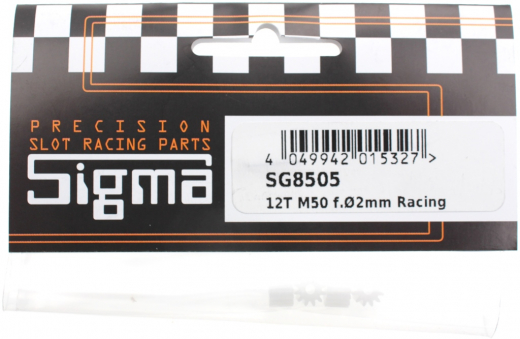 PRECISION
SLOT RACING PARTS
Sigma
4 049942 015327 >
SG8505
12T M50 f.Ø2mm Racing